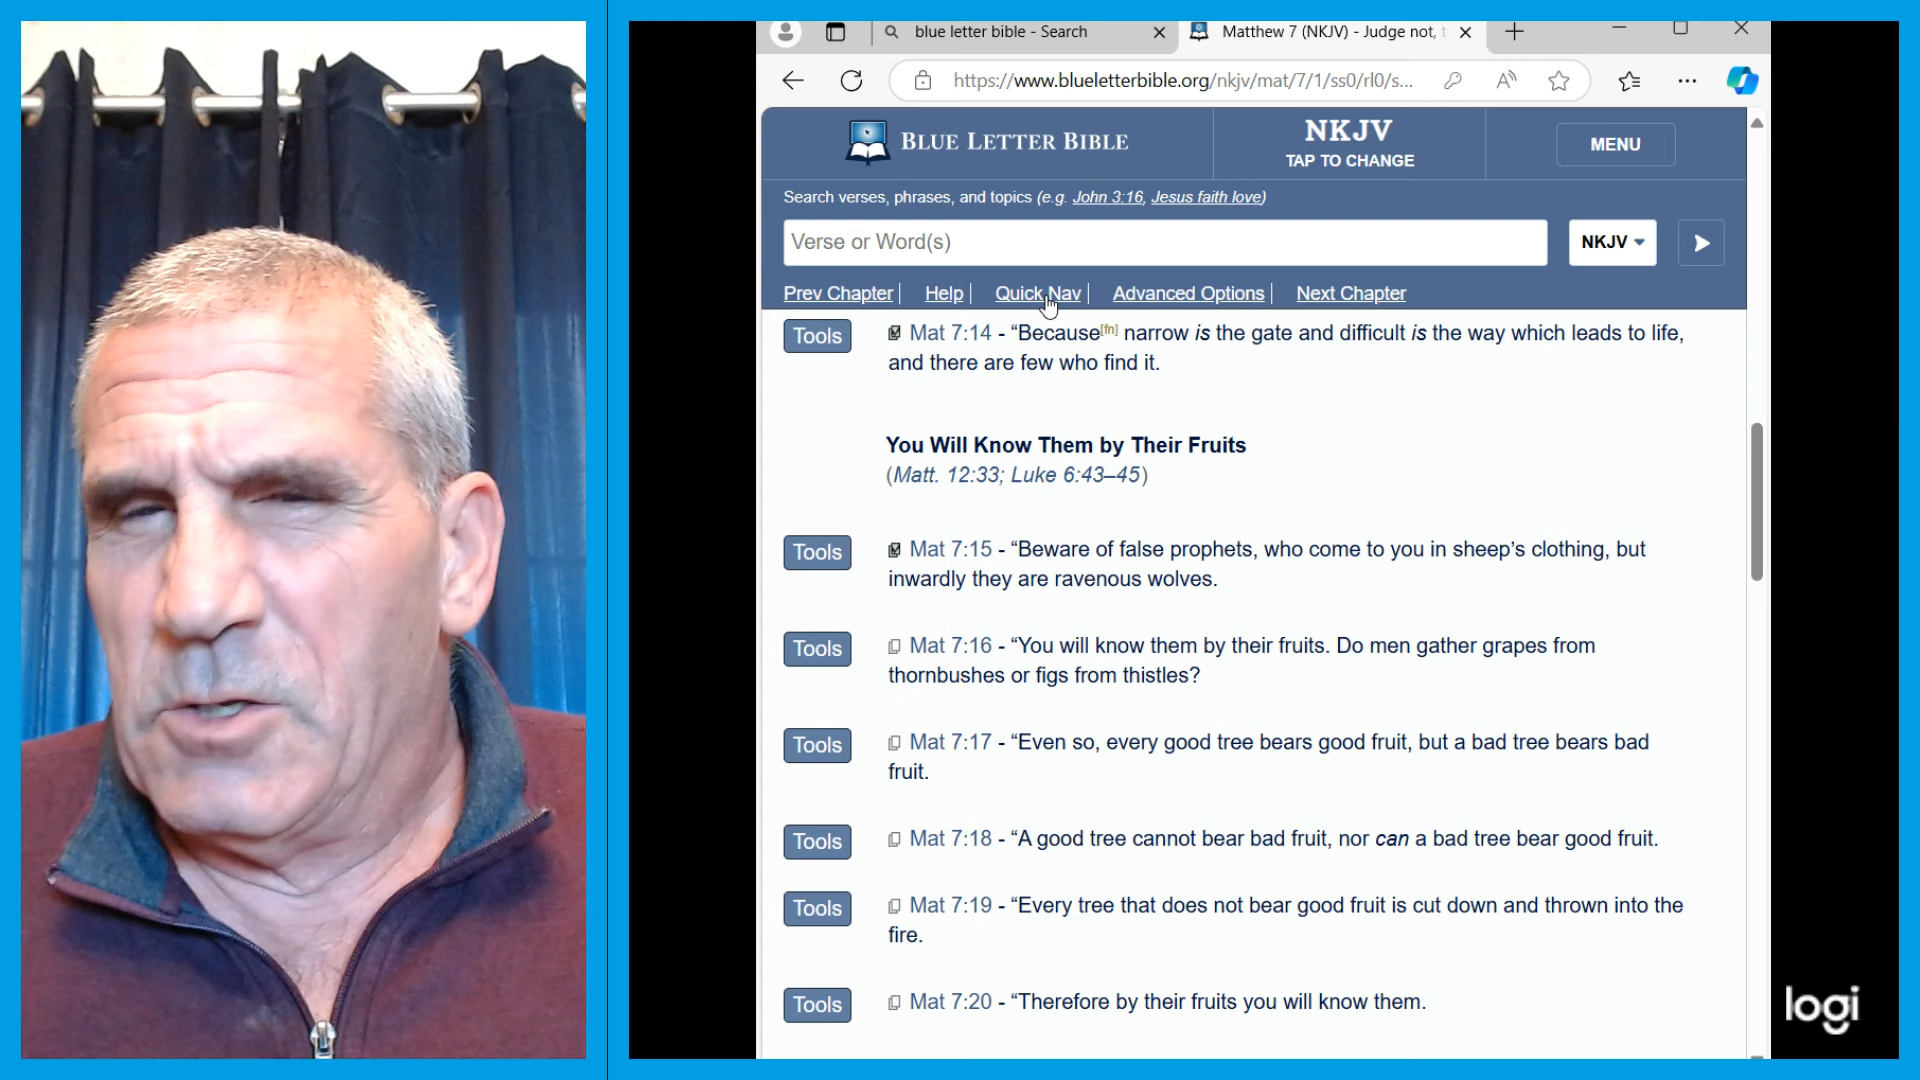 blue letter bible - Search
Matthew 7 (NKJV) - Judge not, t
https://www.blueletterbible.org/nkjv/mat/7/1/ss0/rl0/s...
BLUE LETTER BIBLE
NKJV
TAP TO CHANGE
MENU
Search verses, phrases, and topics (e.g. John 3:16, Jesus faith love)
Verse or Word(s)
NKJV
Prev Chapter | Help | Quick Nav | Advanced Options | Next Chapter
Tools
Mat 7:14 - “Because[fn] narrow is the gate and difficult is the way which leads to life,
and there are few who find it.
You Will Know Them by Their Fruits
(Matt. 12:33; Luke 6:43–45)
Tools
Mat 7:15 - “Beware of false prophets, who come to you in sheep’s clothing, but
inwardly they are ravenous wolves.
Tools
Mat 7:16 - “You will know them by their fruits. Do men gather grapes from
thornbushes or figs from thistles?
Tools
Mat 7:17 - “Even so, every good tree bears good fruit, but a bad tree bears bad
fruit.
Tools
Mat 7:18 - “A good tree cannot bear bad fruit, nor can a bad tree bear good fruit.
Tools
Mat 7:19 - “Every tree that does not bear good fruit is cut down and thrown into the
fire.
Tools
Mat 7:20 - “Therefore by their fruits you will know them.
logi